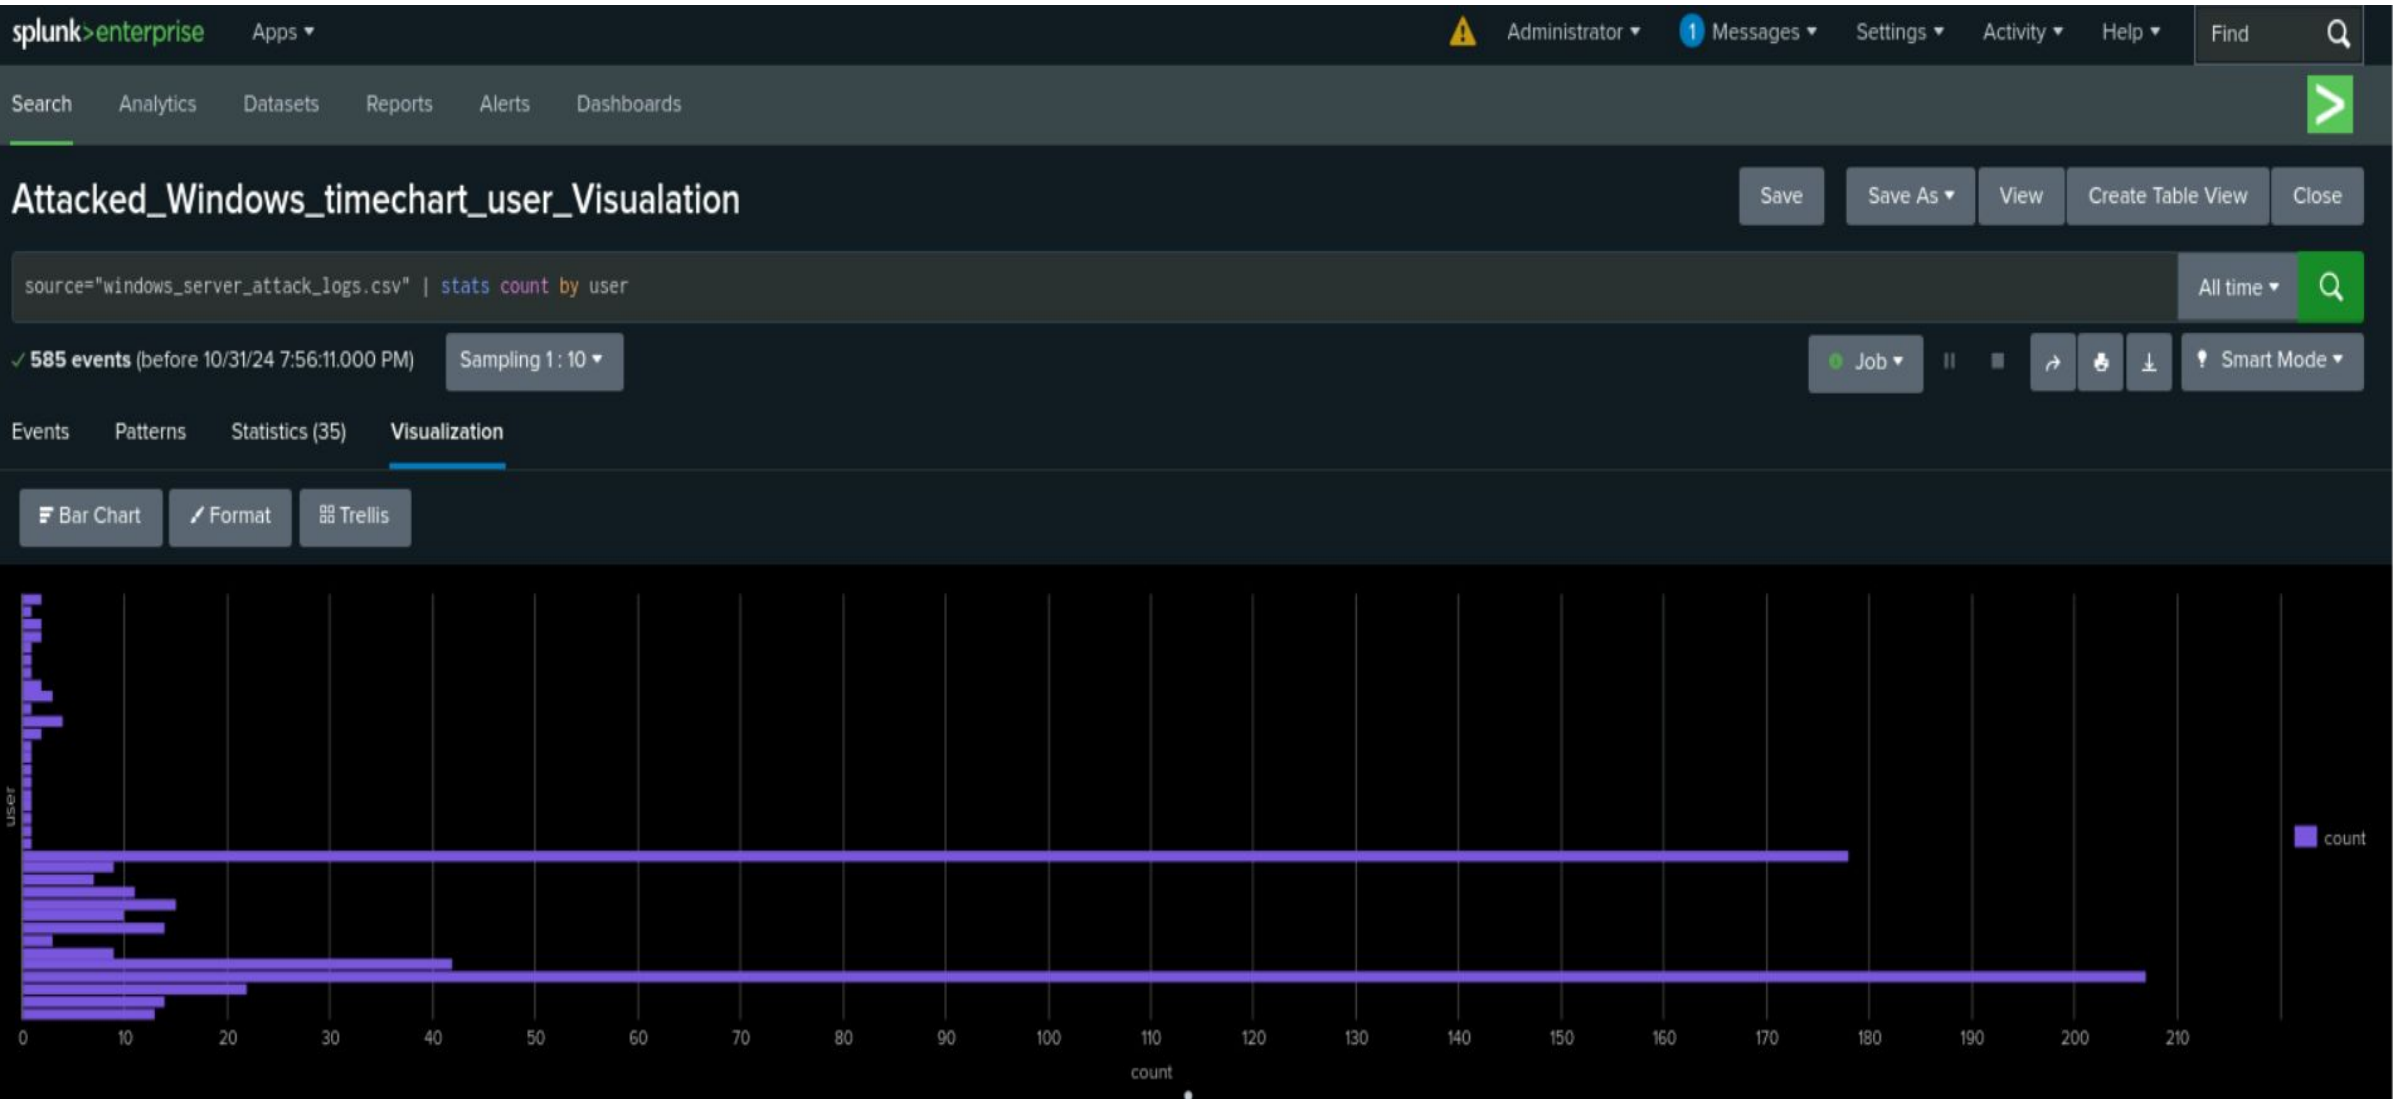 splunk>enterprise Apps Administrator 1 Messages Settings Activity Help Find
Search Analytics Datasets Reports Alerts Dashboards
Attacked_Windows_timechart_user_Visualation Save Save As View Create Table View Close
source="windows_server_attack_logs.csv" | stats count by user All time
585 events (before 10/31/24 7:56:11.000 PM) Sampling 1 : 10 Job Smart Mode
Events Patterns Statistics (35) Visualization
Bar Chart Format Trellis
user
count
0 10 20 30 40 50 60 70 80 90 100 110 120 130 140 150 160 170 180 190 200 210
count